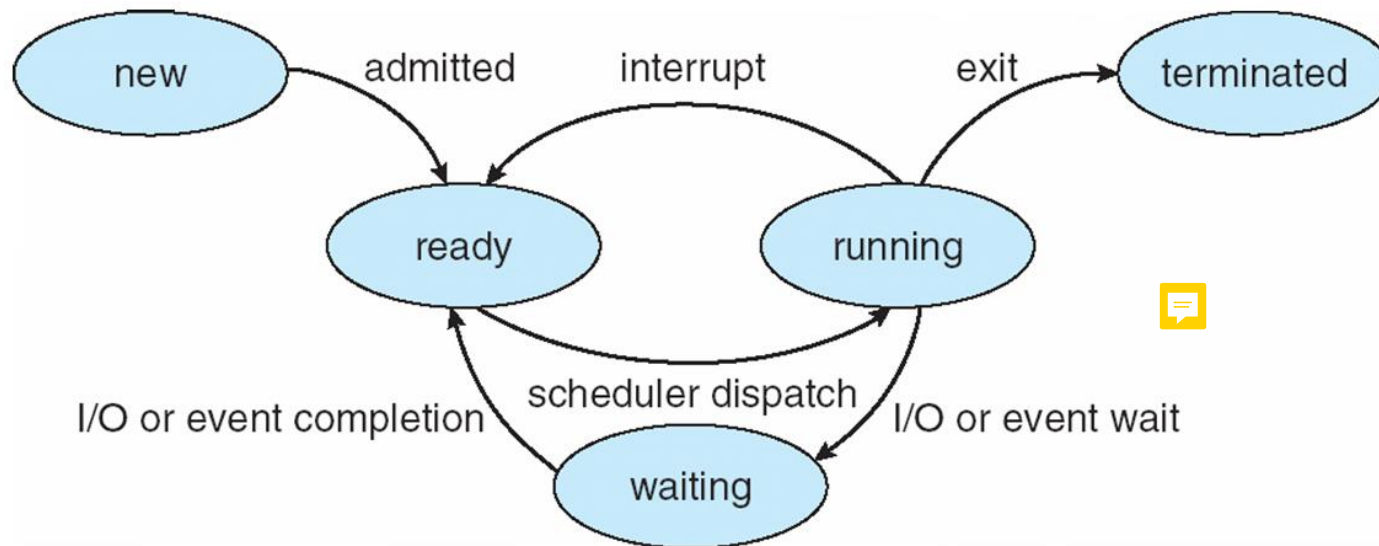 new
admitted
interrupt
exit
terminated
ready
running
I/O or event completion
scheduler dispatch
I/O or event wait
waiting